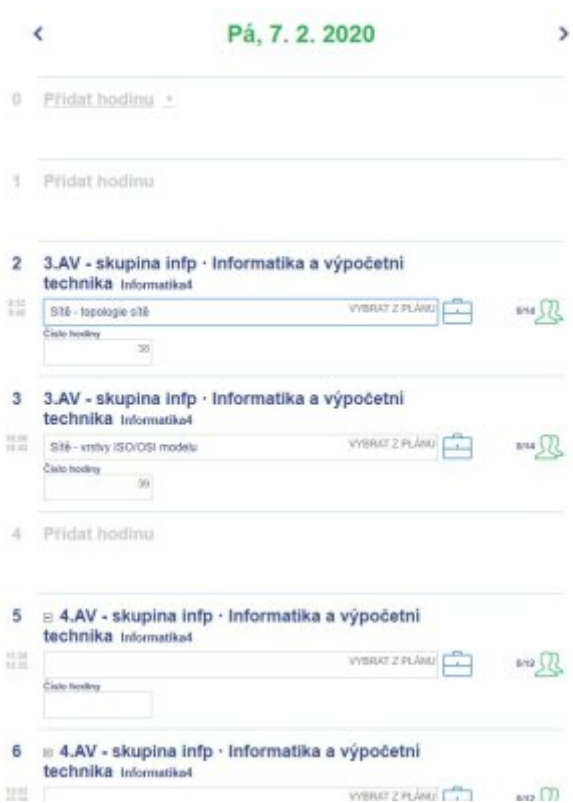 Pá, 7. 2. 2020
0 Přidat hodinu
1 Přidat hodinu
2 3.AV - skupina infp · Informatika a výpočetní
technika Informatika4
Sítě - topologie sítě VYBRAT Z PLÁNU
Číslo hodiny
38
3 3.AV - skupina infp · Informatika a výpočetní
technika Informatika4
Sítě - vrstvy ISO/OSI modelu VYBRAT Z PLÁNU
Číslo hodiny
39
4 Přidat hodinu
5 4.AV - skupina infp · Informatika a výpočetní
technika Informatika4
VYBRAT Z PLÁNU
Číslo hodiny
6 4.AV - skupina infp · Informatika a výpočetní
technika Informatika4
VYBRAT Z PLÁNU